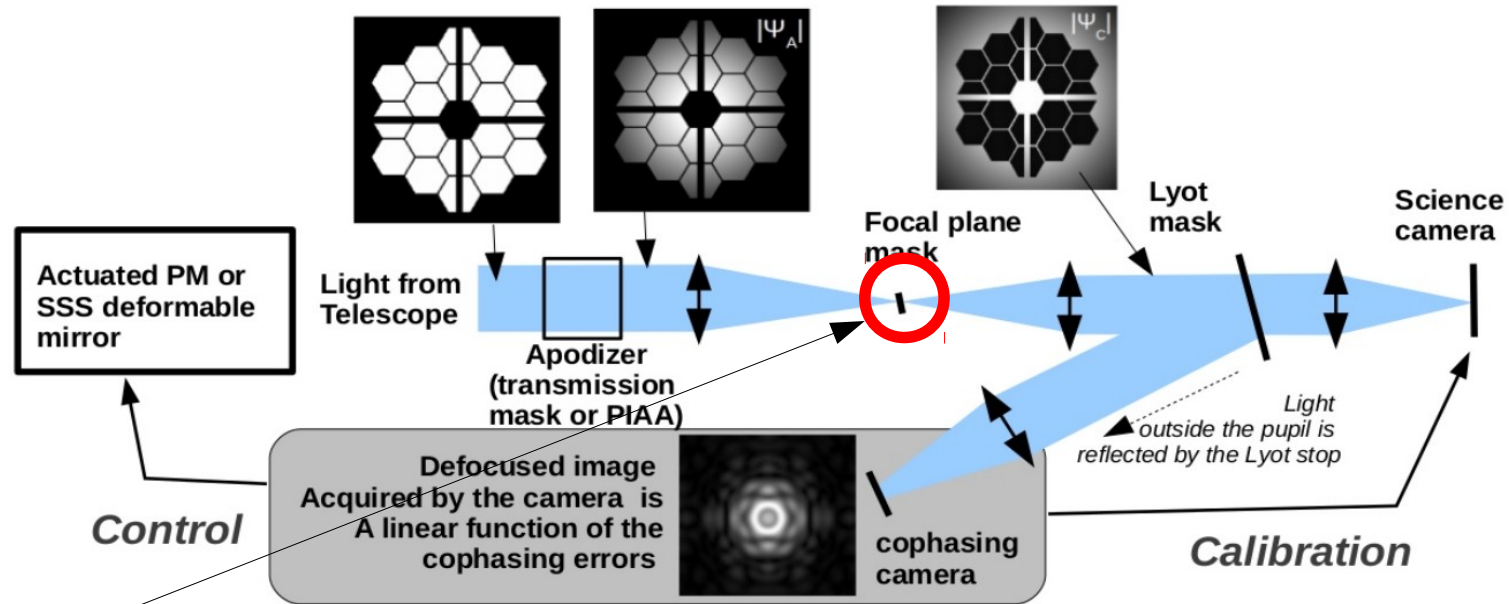 |Ψ_A|
|Ψ_C|
Actuated PM or
SSS deformable
mirror
Light from
Telescope
Apodizer
(transmission
mask or PIAA)
Focal plane
mask
Lyot
mask
Science
camera
Light
outside the pupil is
reflected by the Lyot stop
Control
Defocused image
Acquired by the camera is
A linear function of the
cophasing errors
cophasing
camera
Calibration